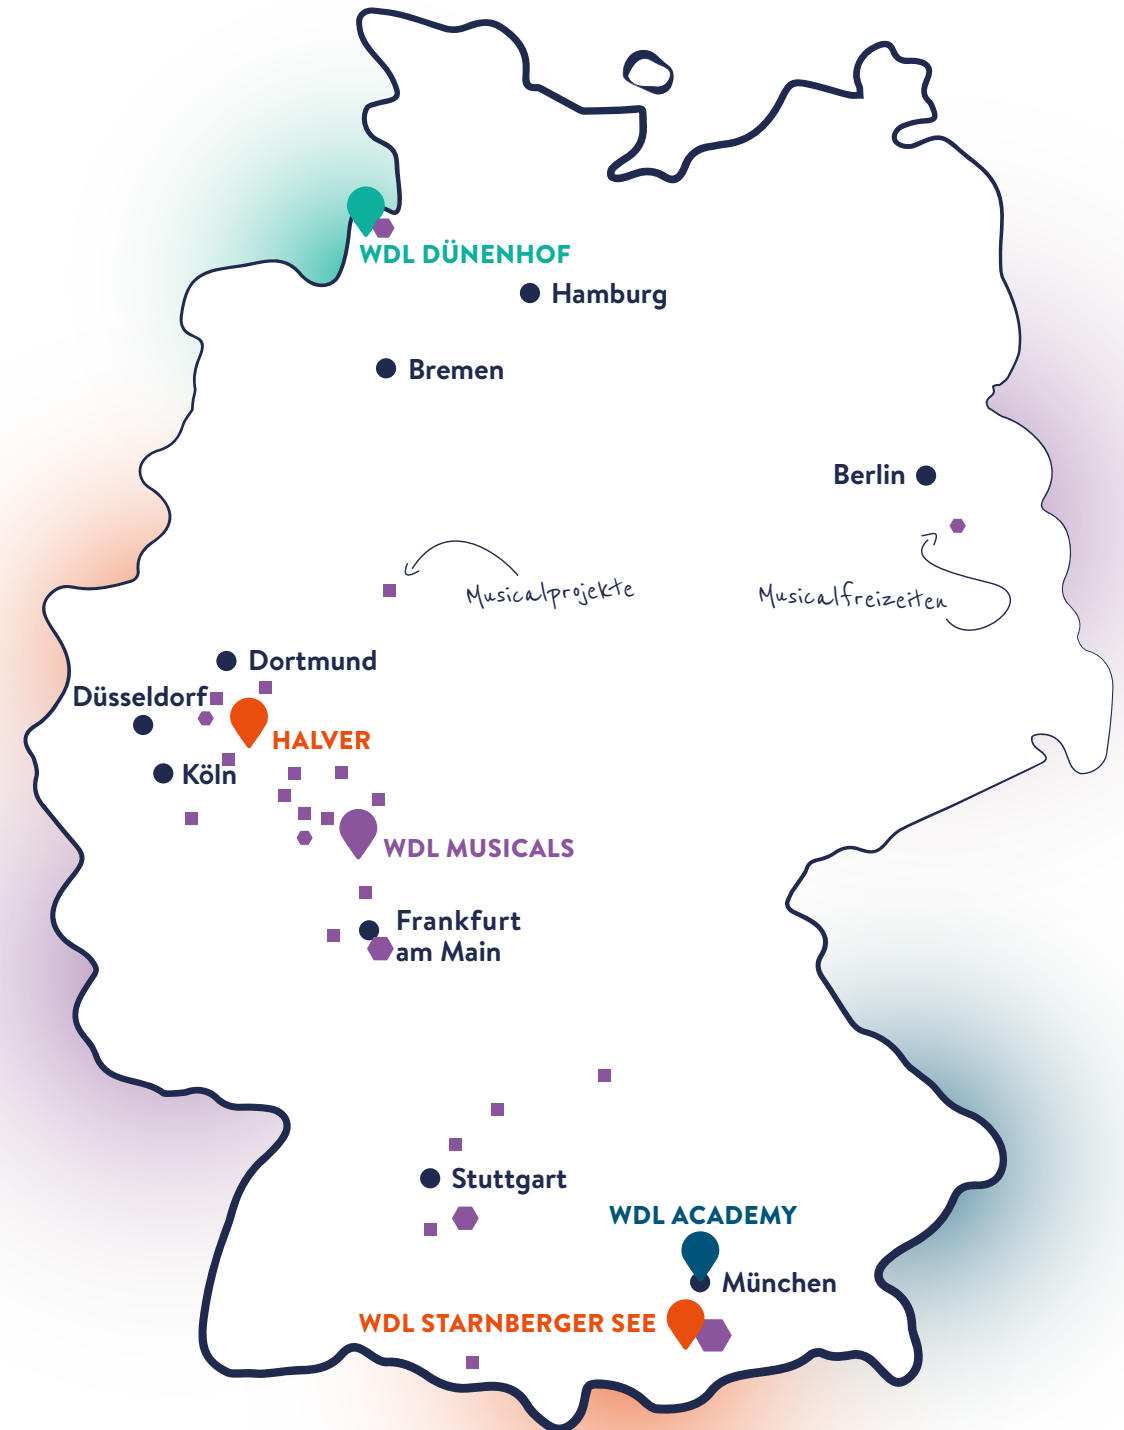 WDL DÜNENHOF
Hamburg
Bremen
Berlin
Musicalprojekte
Musicalfreizeiten
Dortmund
Düsseldorf
HALVER
Köln
WDL MUSICALS
Frankfurt
am Main
Stuttgart
WDL ACADEMY
München
WDL STARNBERGER SEE